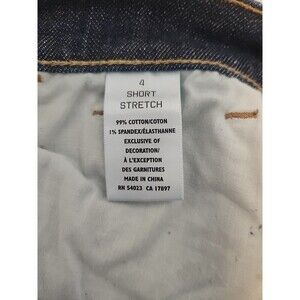 4
SHORT
STRETCH
99% COTTON/COTON
1% SPANDEX/ÉLASTHANNE
EXCLUSIVE OF
DECORATION/
À L'EXCEPTION
DES GARNITURES
MADE IN CHINA
RN 54023 CA 17897